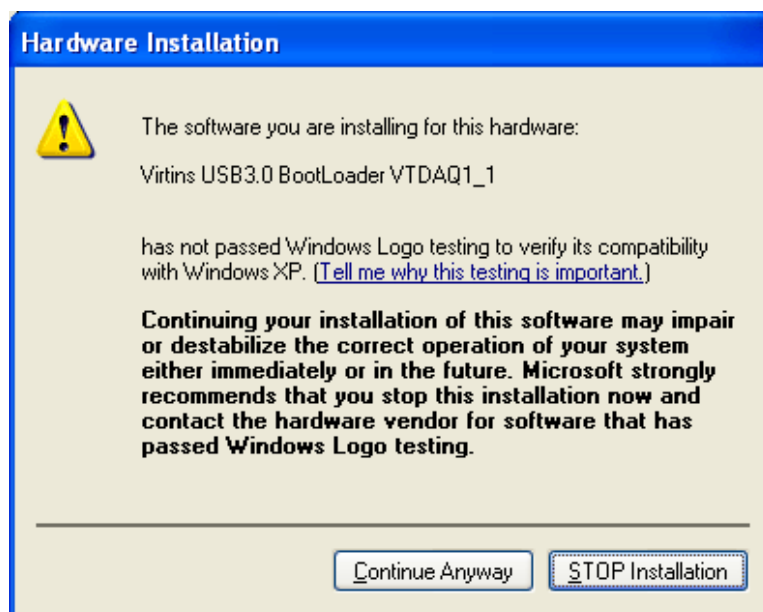 Hardware Installation
The software you are installing for this hardware:
Virtins USB3.0 BootLoader VTDAQ1_1
has not passed Windows Logo testing to verify its compatibility
with Windows XP. (Tell me why this testing is important.)
Continuing your installation of this software may impair
or destabilize the correct operation of your system
either immediately or in the future. Microsoft strongly
recommends that you stop this installation now and
contact the hardware vendor for software that has
passed Windows Logo testing.
Continue Anyway STOP Installation